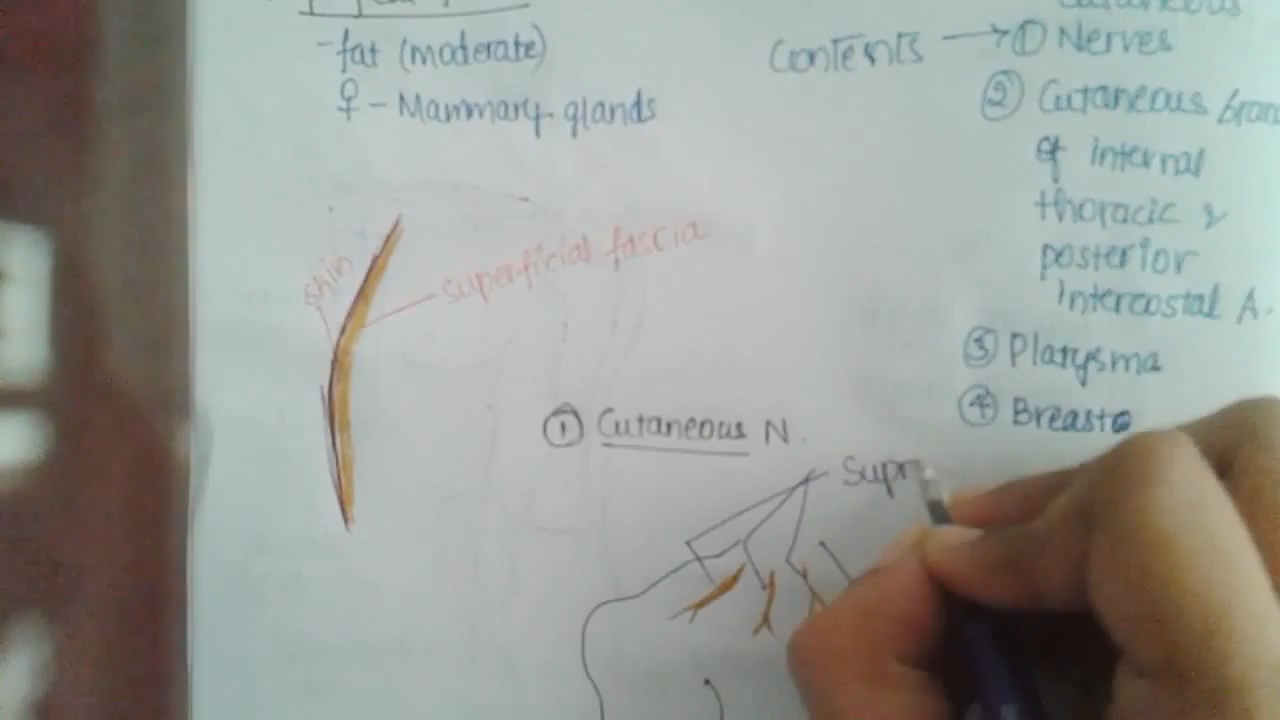 -fat (moderate)
♀ - Mammary glands
Contents → ① Nerves
② Cutaneous bran
of internal
thoracic &
posterior
intercostal A.
③ Platysma
④ Breast
skin
superficial fascia
① Cutaneous N.
Supr